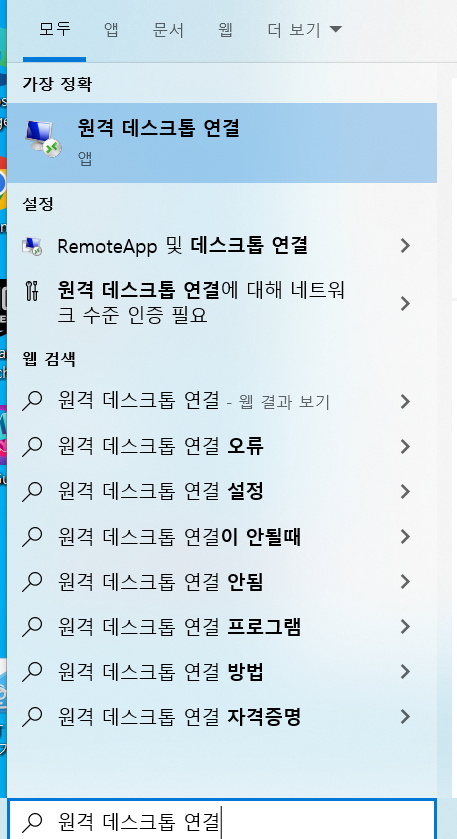 모두 앱 문서 웹 더 보기
가장 정확
원격 데스크톱 연결
앱
설정
RemoteApp 및 데스크톱 연결
원격 데스크톱 연결에 대해 네트워
크 수준 인증 필요
웹 검색
원격 데스크톱 연결 - 웹 결과 보기
원격 데스크톱 연결 오류
원격 데스크톱 연결 설정
원격 데스크톱 연결이 안될때
원격 데스크톱 연결 안됨
원격 데스크톱 연결 프로그램
원격 데스크톱 연결 방법
원격 데스크톱 연결 자격증명
원격 데스크톱 연결